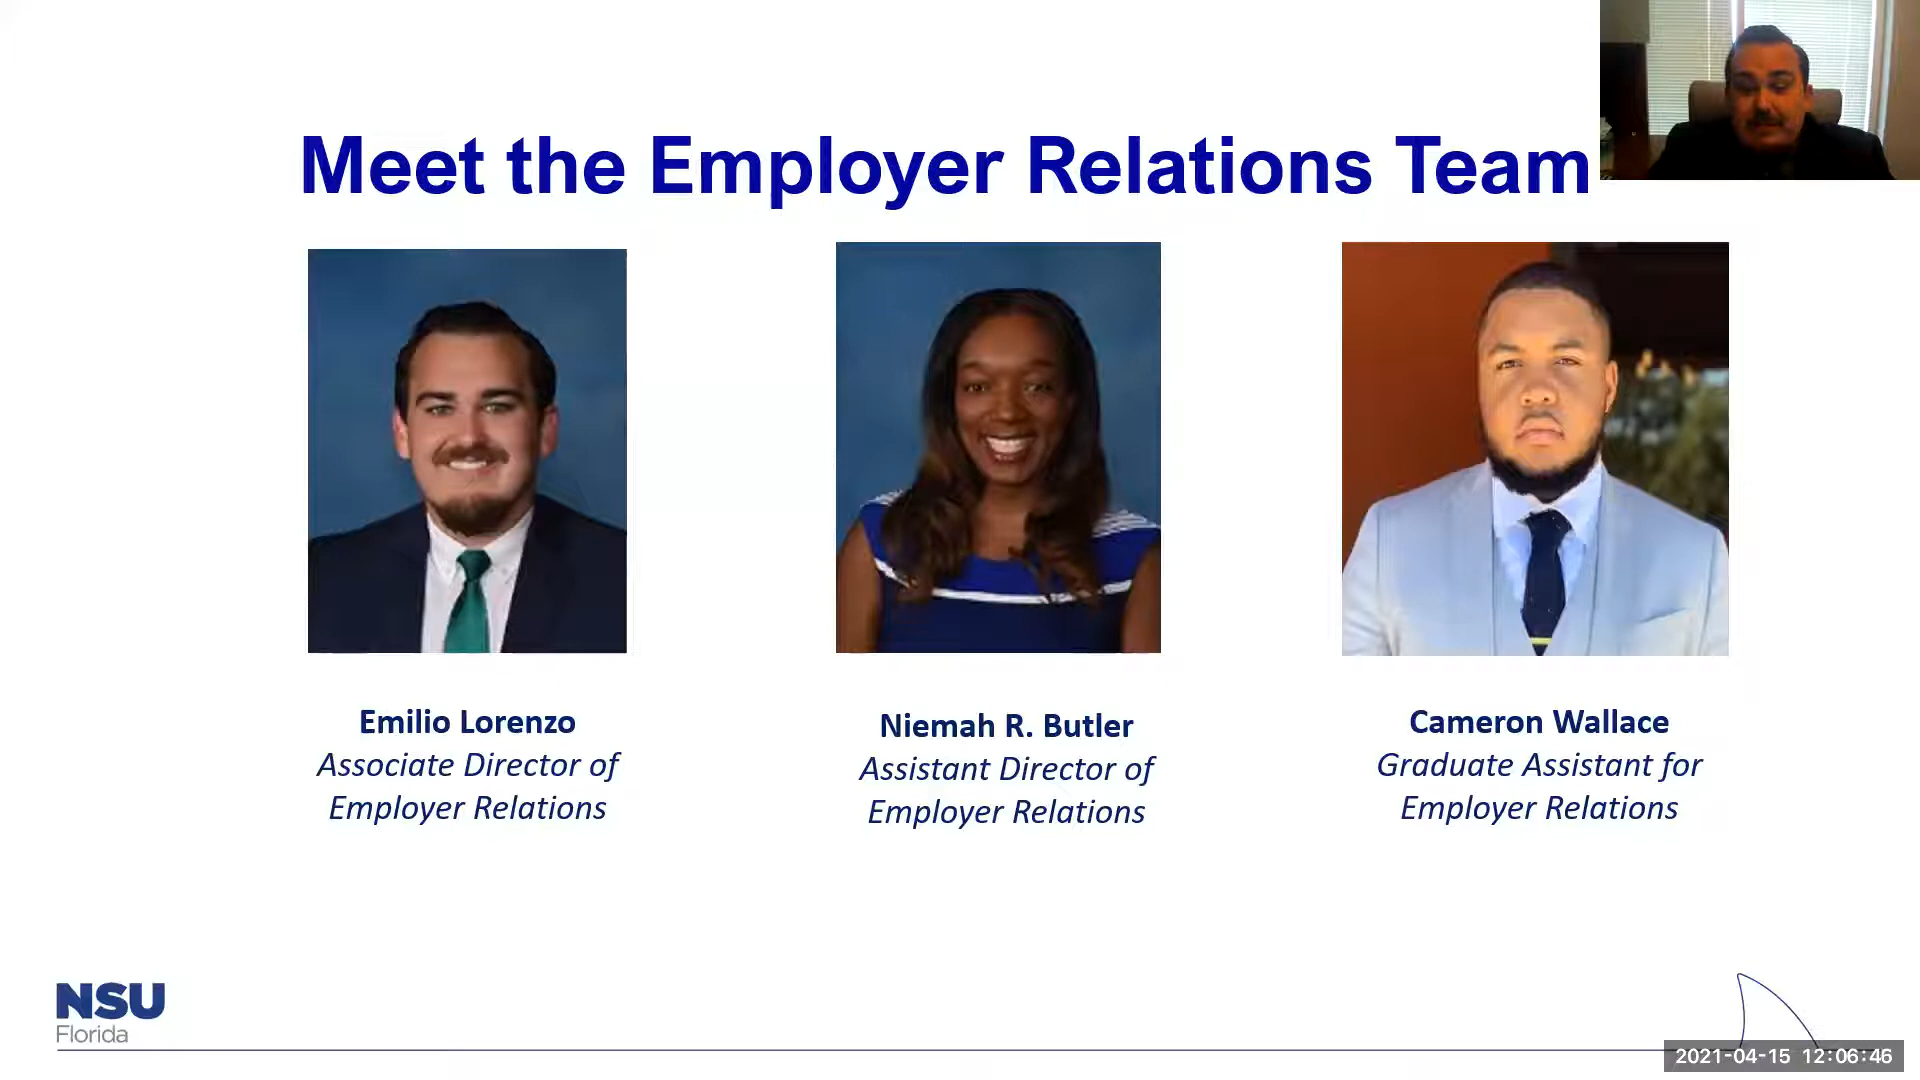 Meet the Employer Relations Team
Emilio Lorenzo
Associate Director of
Employer Relations
Niemah R. Butler
Assistant Director of
Employer Relations
Cameron Wallace
Graduate Assistant for
Employer Relations
NSU
Florida
2021-04-15 12:06:46